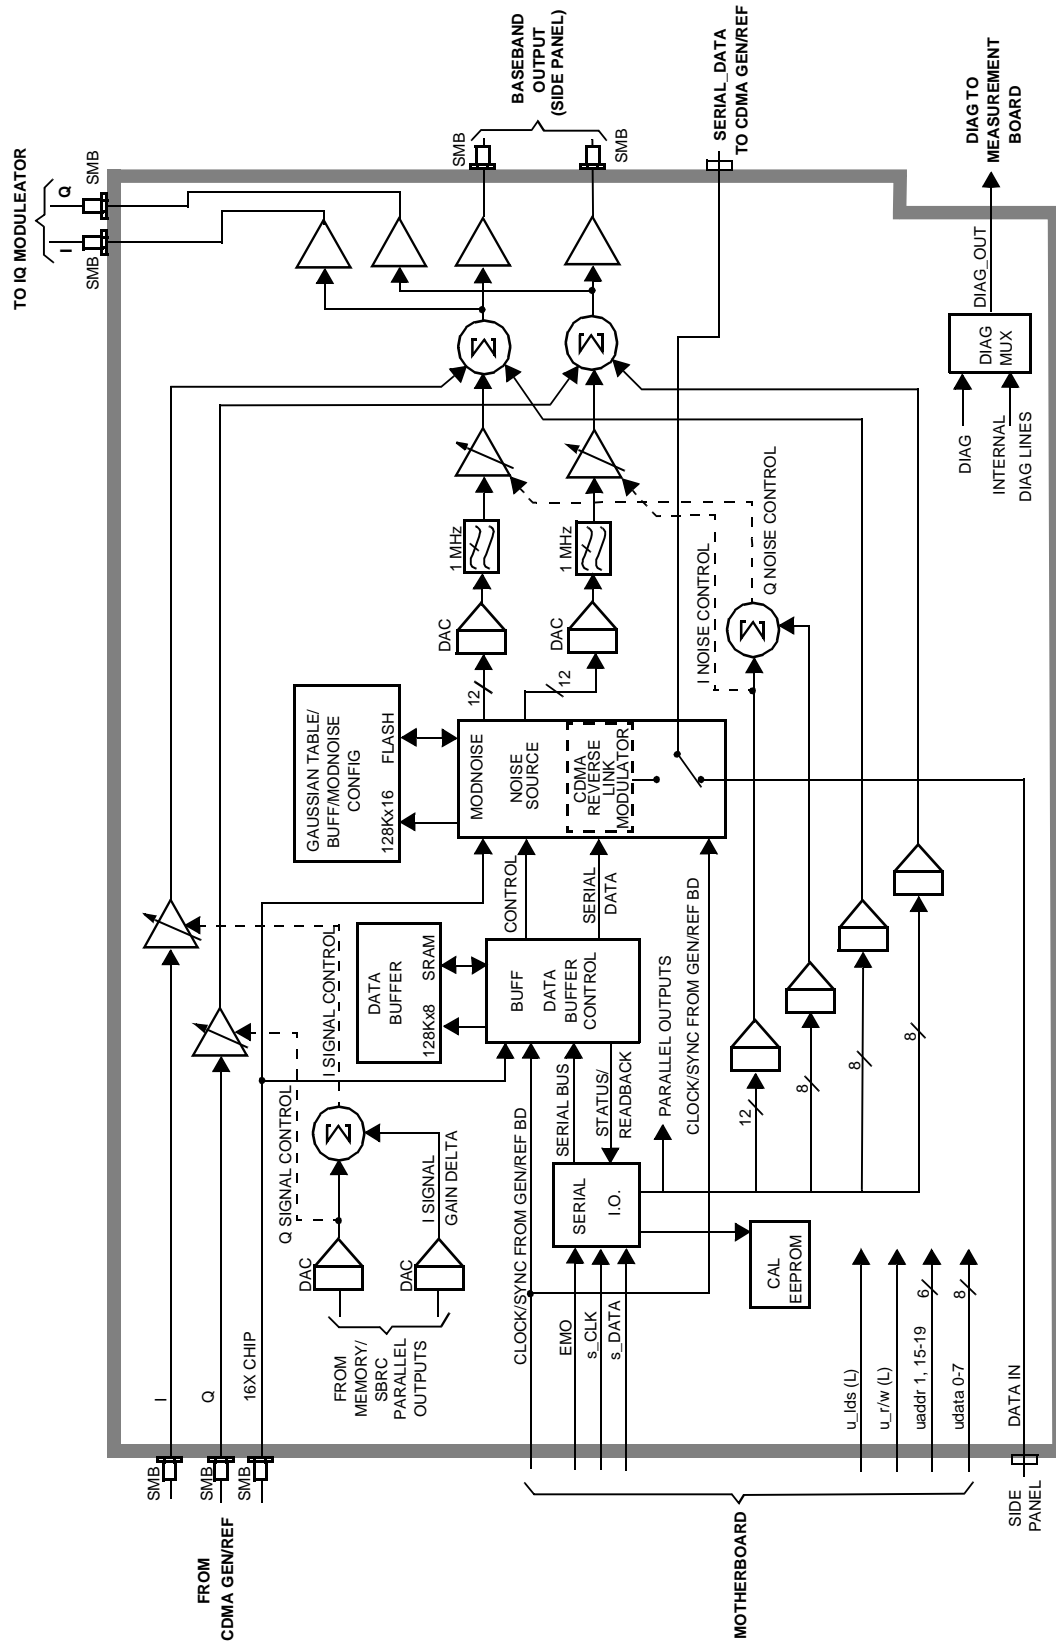 TO IQ MODULEATOR
I
Q
SMB
SMB
BASEBAND
OUTPUT
(SIDE PANEL)
SMB
SMB
SERIAL_DATA
TO CDMA GEN/REF
DIAG TO
MEASUREMENT
BOARD
DIAG_OUT
DIAG
MUX
DIAG
INTERNAL
DIAG LINES
Σ
Σ
1 MHz
1 MHz
DAC
DAC
12
12
I NOISE CONTROL
Q NOISE CONTROL
Σ
GAUSSIAN TABLE/
BUFF/MODNOISE
CONFIG
128Kx16
FLASH
MODNOISE
NOISE
SOURCE
CDMA
REVERSE
LINK
MODULATOR
CONTROL
SERIAL
DATA
DATA
BUFFER
128Kx8
SRAM
BUFF
DATA
BUFFER
CONTROL
I SIGNAL CONTROL
Q SIGNAL CONTROL
Σ
I SIGNAL
GAIN DELTA
DAC
DAC
FROM
MEMORY/
SBRC
PARALLEL
OUTPUTS
SERIAL BUS
STATUS/
READBACK
PARALLEL OUTPUTS
CLOCK/SYNC FROM GEN/REF BD
CLOCK/SYNC FROM GEN/REF BD
SERIAL
I.O.
CAL
EEPROM
12
8
8
8
I
Q
16X CHIP
EMO
s_CLK
s_DATA
u_lds (L)
u_r/w (L)
uaddr 1, 15-19
6
udata 0-7
8
DATA IN
SMB
SMB
SMB
FROM
CDMA GEN/REF
MOTHERBOARD
SIDE
PANEL